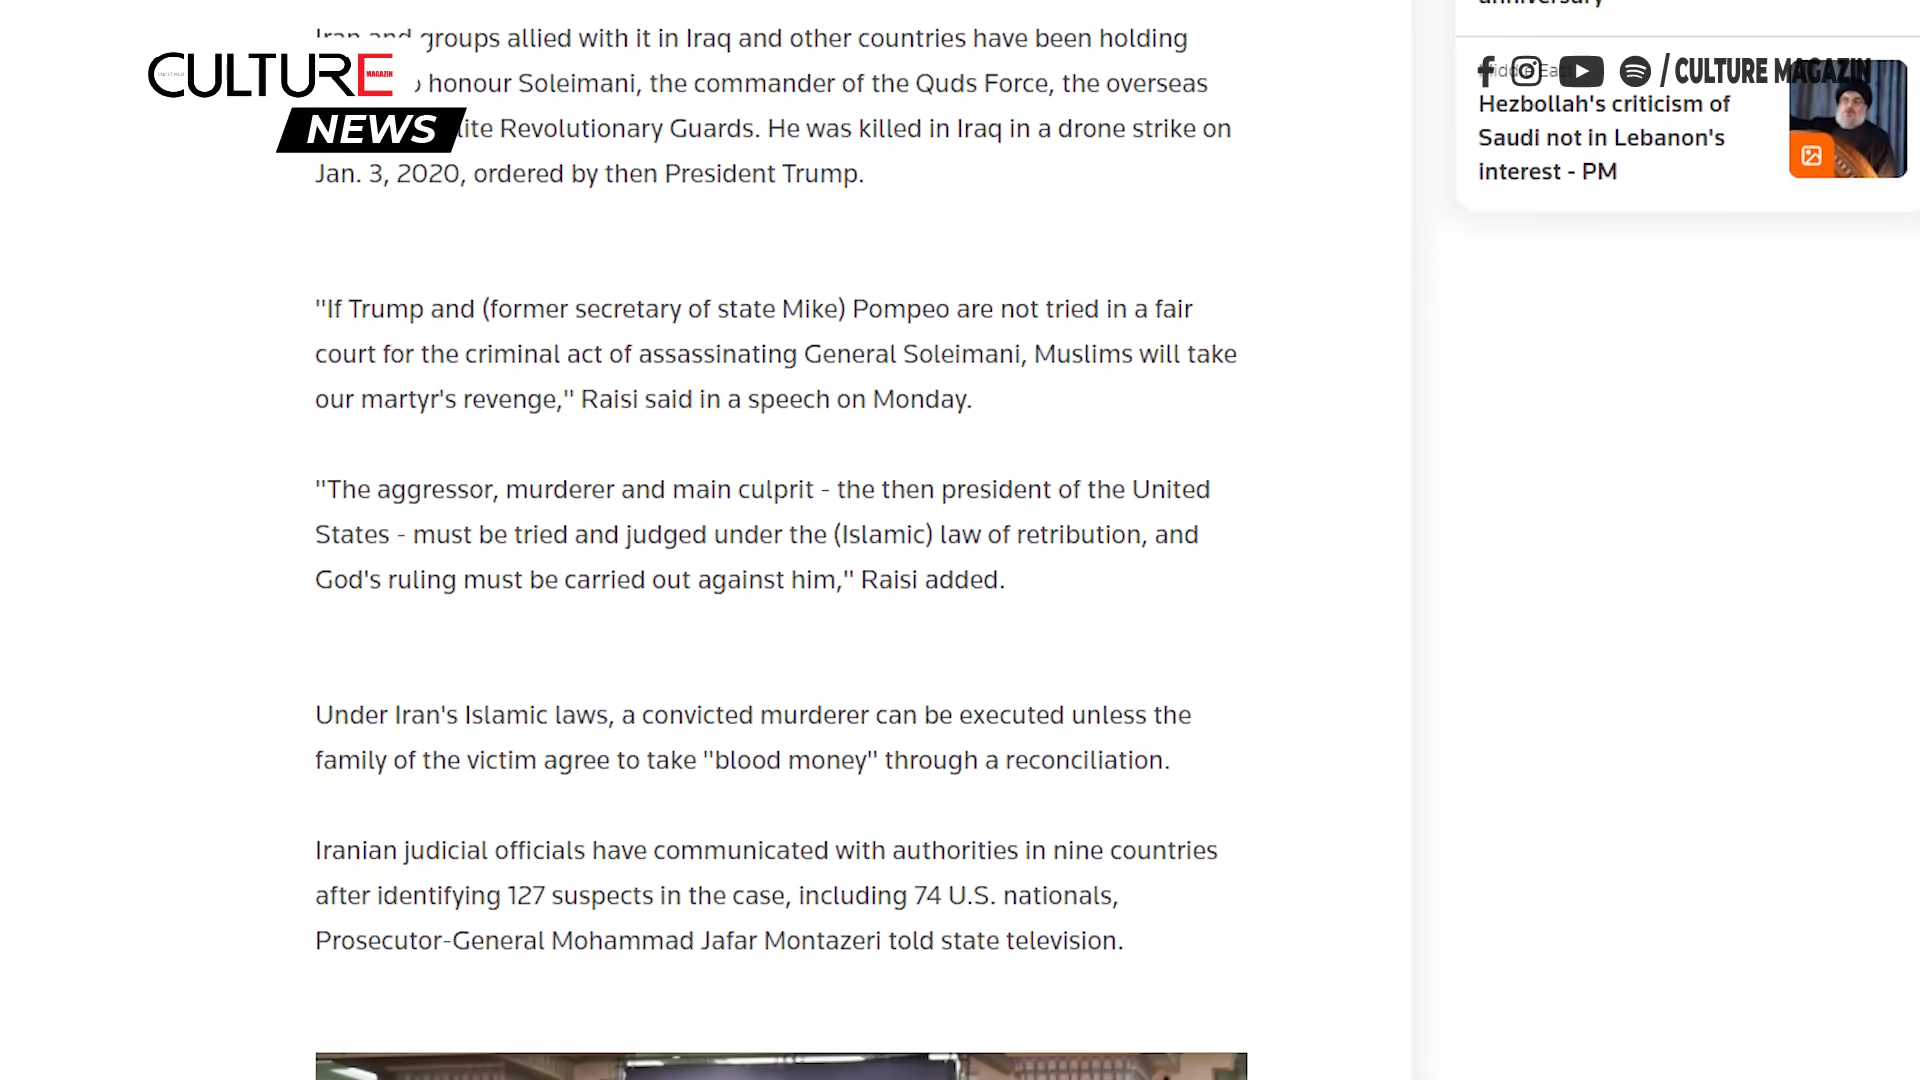 Iran and groups allied with it in Iraq and other countries have been holding
honour Soleimani, the commander of the Quds Force, the overseas
Revolutionary Guards. He was killed in Iraq in a drone strike on
Jan. 3, 2020, ordered by then President Trump.
CULTURE
MAGAZIN
NEWS
"If Trump and (former secretary of state Mike) Pompeo are not tried in a fair
court for the criminal act of assassinating General Soleimani, Muslims will take
our martyr's revenge," Raisi said in a speech on Monday.
"The aggressor, murderer and main culprit - the then president of the United
States - must be tried and judged under the (Islamic) law of retribution, and
God's ruling must be carried out against him," Raisi added.
Under Iran's Islamic laws, a convicted murderer can be executed unless the
family of the victim agree to take "blood money" through a reconciliation.
Iranian judicial officials have communicated with authorities in nine countries
after identifying 127 suspects in the case, including 74 U.S. nationals,
Prosecutor-General Mohammad Jafar Montazeri told state television.
anniversary
/ CULTURE MAGAZIN
Middle East
Hezbollah's criticism of
Saudi not in Lebanon's
interest - PM